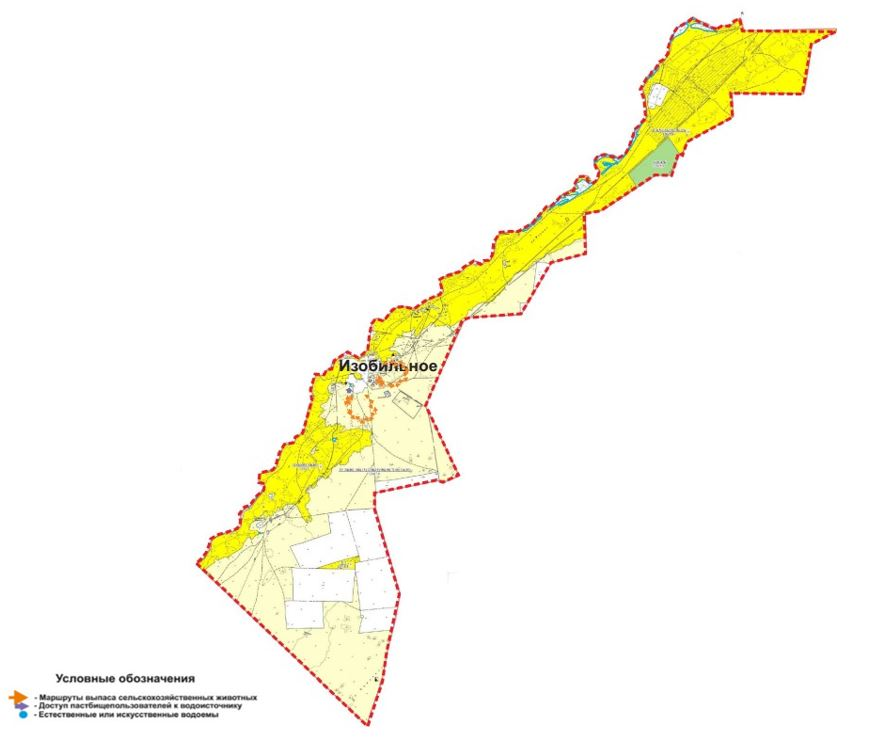 Изобильное
Условные обозначения
- Маршруты выпаса сельскохозяйственных животных
- Доступ пастбищепользователей к водоисточнику
- Естественные или искусственные водоемы